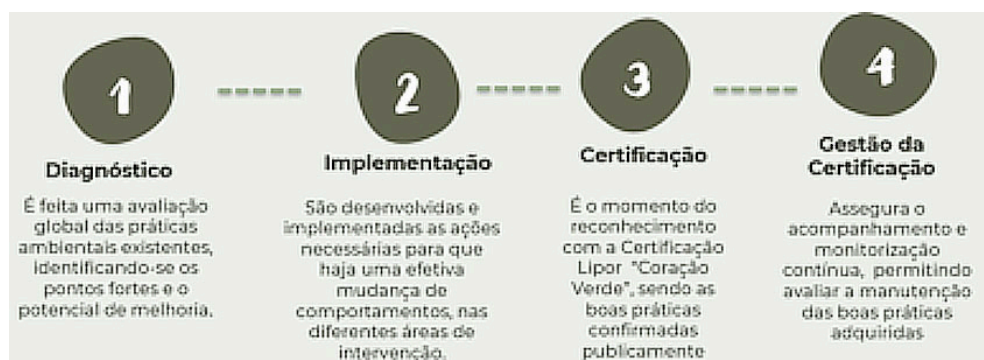 1
Diagnóstico
É feita uma avaliação
global das práticas
ambientais existentes,
identificando-se os
pontos fortes e o
potencial de melhoria.
2
Implementação
São desenvolvidas e
implementadas as ações
necessárias para que
haja uma efetiva
mudança de
comportamentos, nas
diferentes áreas de
intervenção.
3
Certificação
É o momento do
reconhecimento
com a Certificação
Lipor "Coração
Verde", sendo as
boas práticas
confirmadas
publicamente
4
Gestão da
Certificação
Assegura o
acompanhamento e
monitorização
contínua, permitindo
avaliar a manutenção
das boas práticas
adquiridas